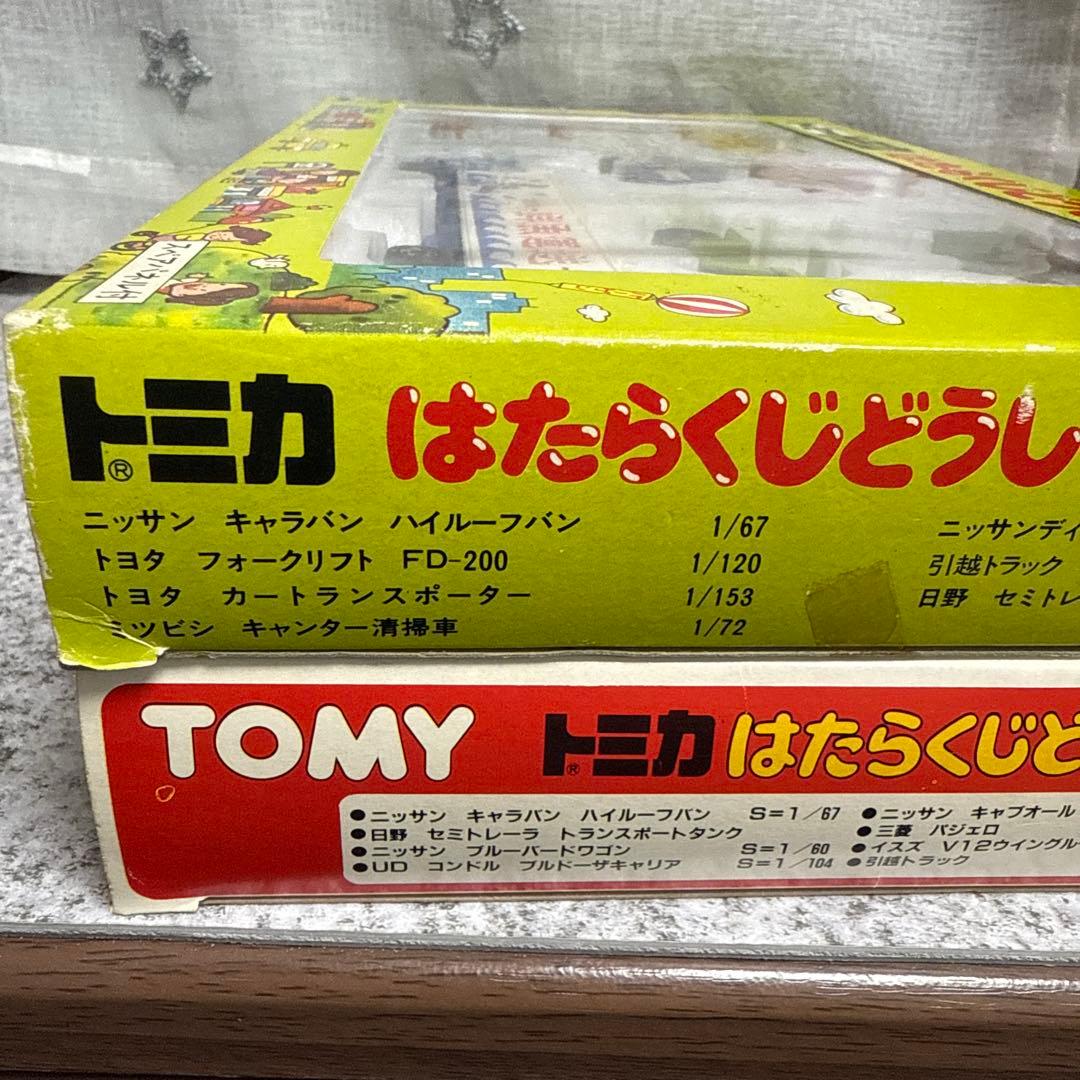 スペアパネル付
トミカ® はたらくじどうし
ニッサン キャラバン ハイルーフバン 1/67
トヨタ フォークリフト FD-200 1/120
トヨタ カートランスポーター 1/153
ミツビシ キャンター清掃車 1/72
ニッサンディ
引越トラック
日野 セミトレ
TOMY トミカ® はたらくじど
●ニッサン キャラバン ハイルーフバン S=1/67
●日野 セミトレーラ トランスポートタンク
●ニッサン ブルーバードワゴン S=1/60
●UD コンドル ブルドーザキャリア S=1/104
●ニッサン キャブオール
●三菱 パジェロ
●イスズ V12ウイングル
●引越トラック